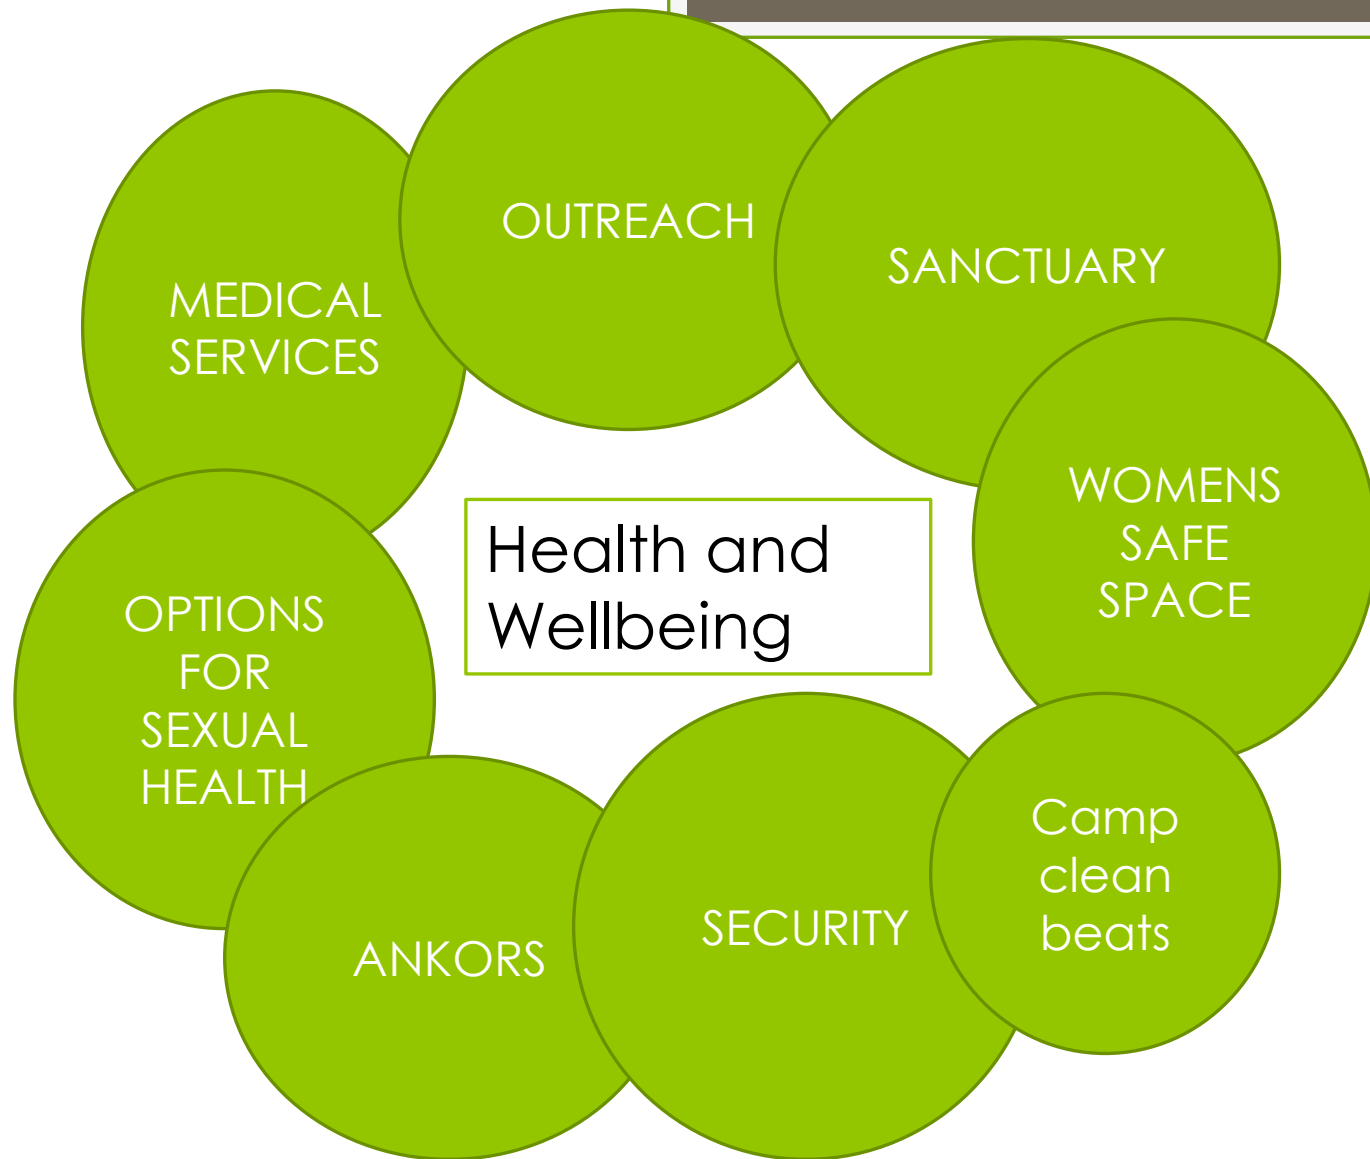 OUTREACH
SANCTUARY
MEDICAL
SERVICES
WOMENS
SAFE
SPACE
Health and
Wellbeing
OPTIONS
FOR
SEXUAL
HEALTH
Camp
clean
beats
SECURITY
ANKORS